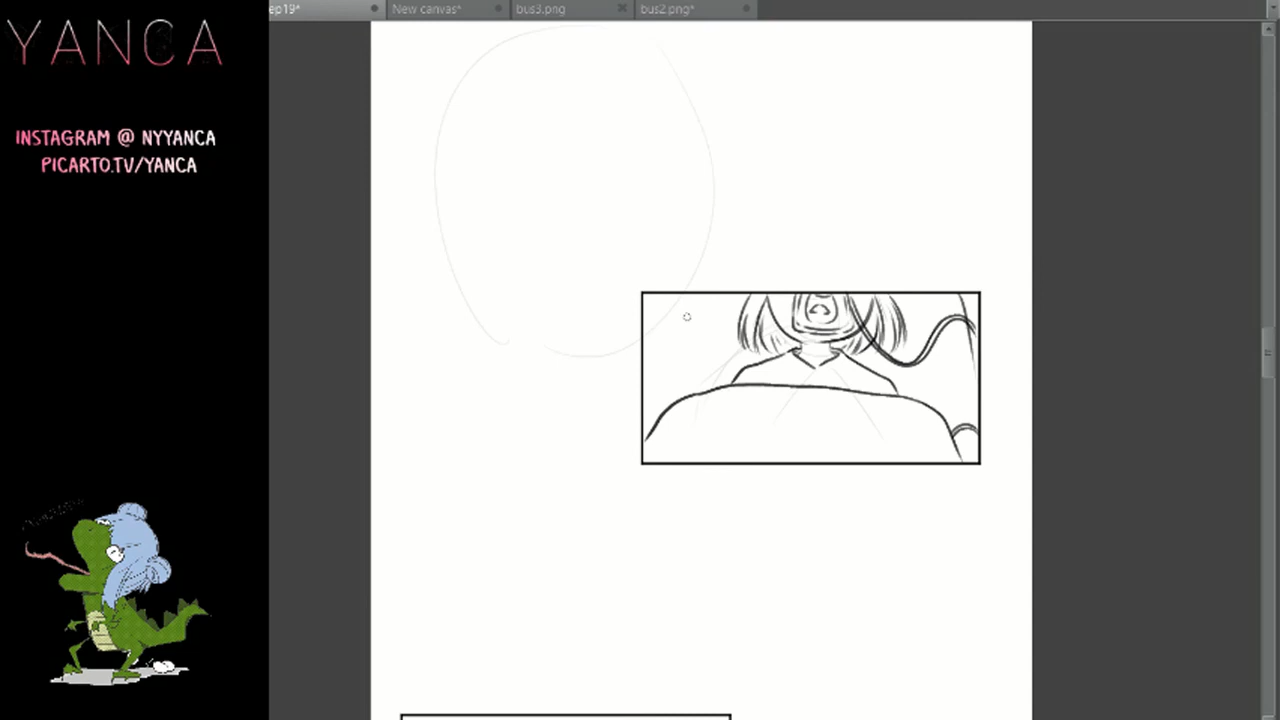 YANCA
INSTAGRAM @ NYYANCA
PICARTO.TV/YANCA
ep19*
New canvas*
bus3.png
bus2.png*